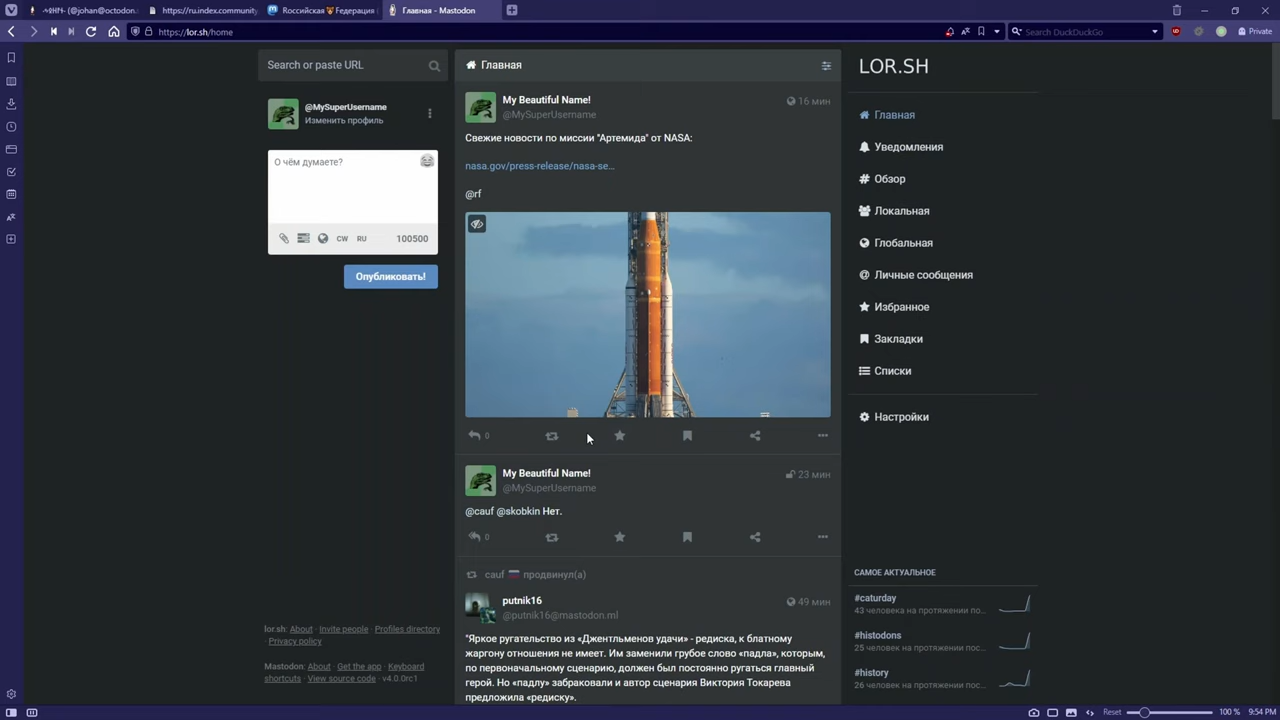 (@johan@octodon.
https://ru.index.community
Российская Федерация
Главная - Mastodon
https://lor.sh/home
Search DuckDuckGo
Private
Search or paste URL
@MySuperUsername
Изменить профиль
О чём думаете?
CW RU 100500
Опубликовать!
Главная
My Beautiful Name!
16 мин
@MySuperUsername
Свежие новости по миссии "Артемида" от NASA:
nasa.gov/press-release/nasa-se...
@rf
0
My Beautiful Name!
23 мин
@MySuperUsername
@cauf @skobkin Нет.
0
cauf продвинул(а)
putnik16
49 мин
@putnik16@mastodon.ml
"Яркое ругательство из «Джентльменов удачи» - редиска, к блатному
жаргону отношения не имеет. Им заменили грубое слово «падла», которым,
по первоначальному сценарию, должен был постоянно ругаться главный
герой. Но «падлу» забраковали и автор сценария Виктория Токарева
предложила «редиску».
LOR.SH
Главная
Уведомления
Обзор
Локальная
Глобальная
Личные сообщения
Избранное
Закладки
Списки
Настройки
САМОЕ АКТУАЛЬНОЕ
#caturday
43 человека на протяжении по...
#histodons
25 человек на протяжении пос...
#history
26 человек на протяжении пос...
lor.sh: About · Invite people · Profiles directory
· Privacy policy
Mastodon: About · Get the app · Keyboard
shortcuts · View source code · v4.0.0rc1
Reset 100 % 9:54 PM